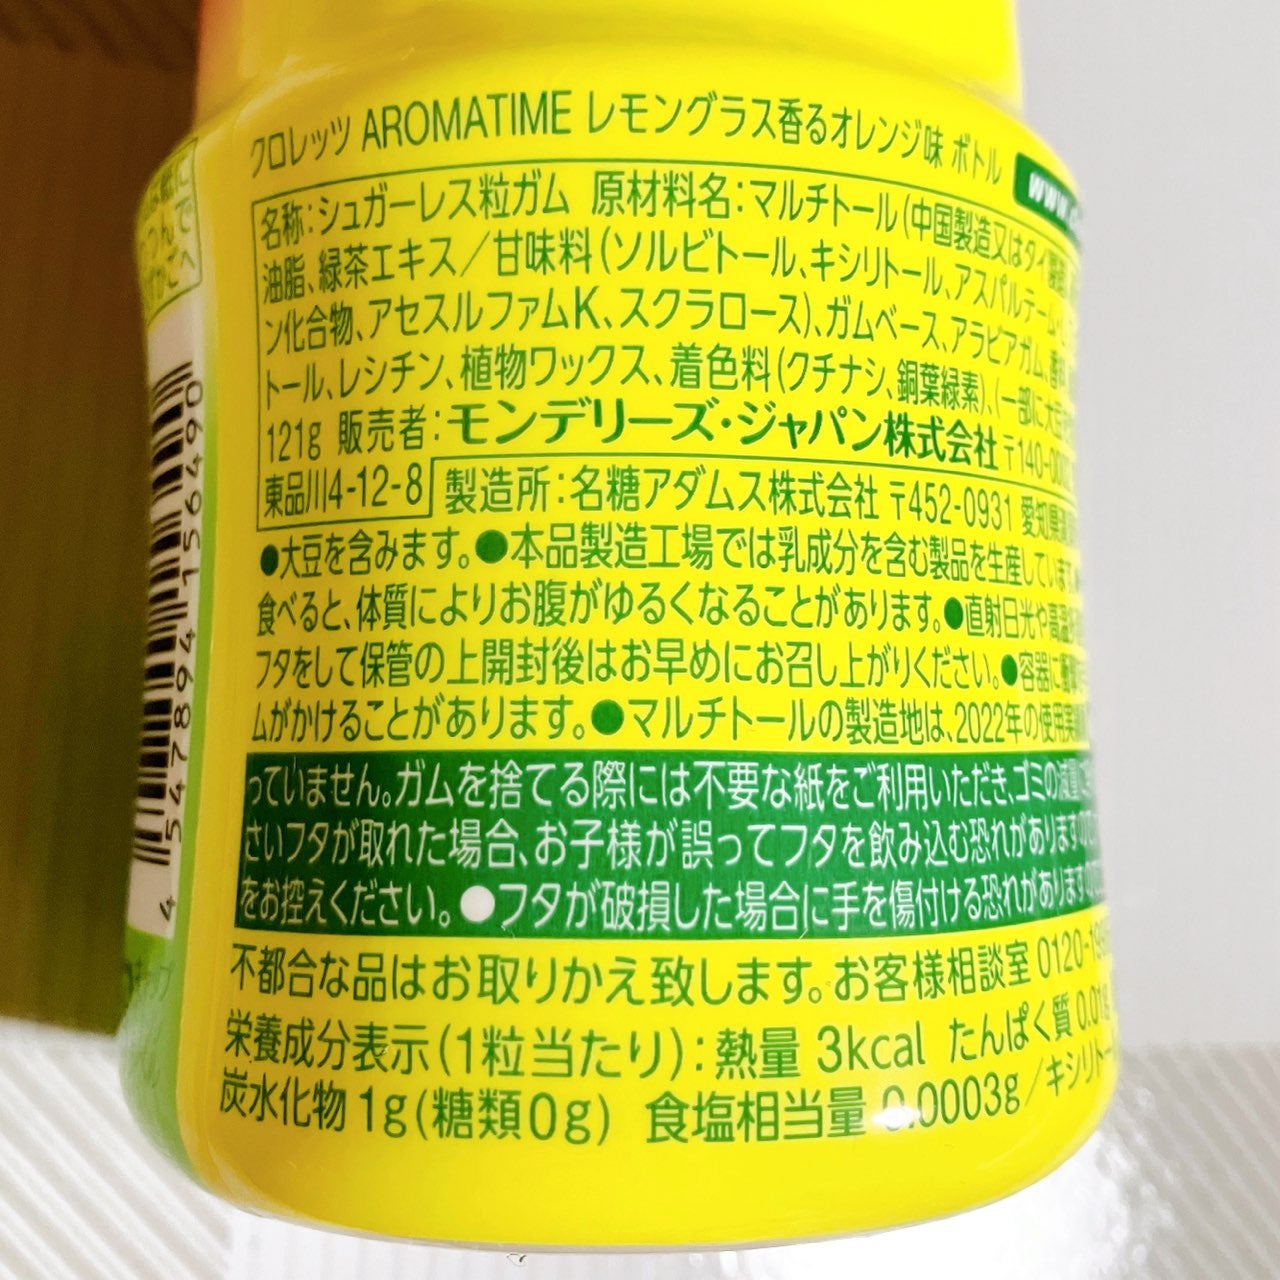 クロレッツ AROMATIME レモングラス香るオレンジ味 ボトル
www.
名称:シュガーレス粒ガム 原材料名:マルチトール(中国製造又はタイ製造)
油脂、緑茶エキス/甘味料(ソルビトール、キシリトール、アスパルテーム・
ン化合物、アセスルファムK、スクラロース)、ガムベース、アラビアガム、香料
トール、レシチン、植物ワックス、着色料(クチナシ、銅葉緑素)、(一部に大豆
121g 販売者:モンデリーズ・ジャパン株式会社 〒140-000
東品川4-12-8
製造所:名糖アダムス株式会社 〒452-0931 愛知県
●大豆を含みます。●本品製造工場では乳成分を含む製品を生産しています。
食べると、体質によりお腹がゆるくなることがあります。●直射日光や高温
フタをして保管の上開封後はお早めにお召し上がりください。●容器に
ムがかけることがあります。●マルチトールの製造地は、2022年の使用実績
っていません。ガムを捨てる際には不要な紙をご利用いただき、ゴミの減量に
さいフタが取れた場合、お子様が誤ってフタを飲み込む恐れがありますので
をお控えください。●フタが破損した場合に手を傷付ける恐れがありますので
不都合な品はお取りかえ致します。お客様相談室 0120-19
栄養成分表示(1粒当たり):熱量 3kcal たんぱく質 0.01g
炭水化物 1g(糖類0g) 食塩相当量 0.0003g/キシリトー
4 547894 156490